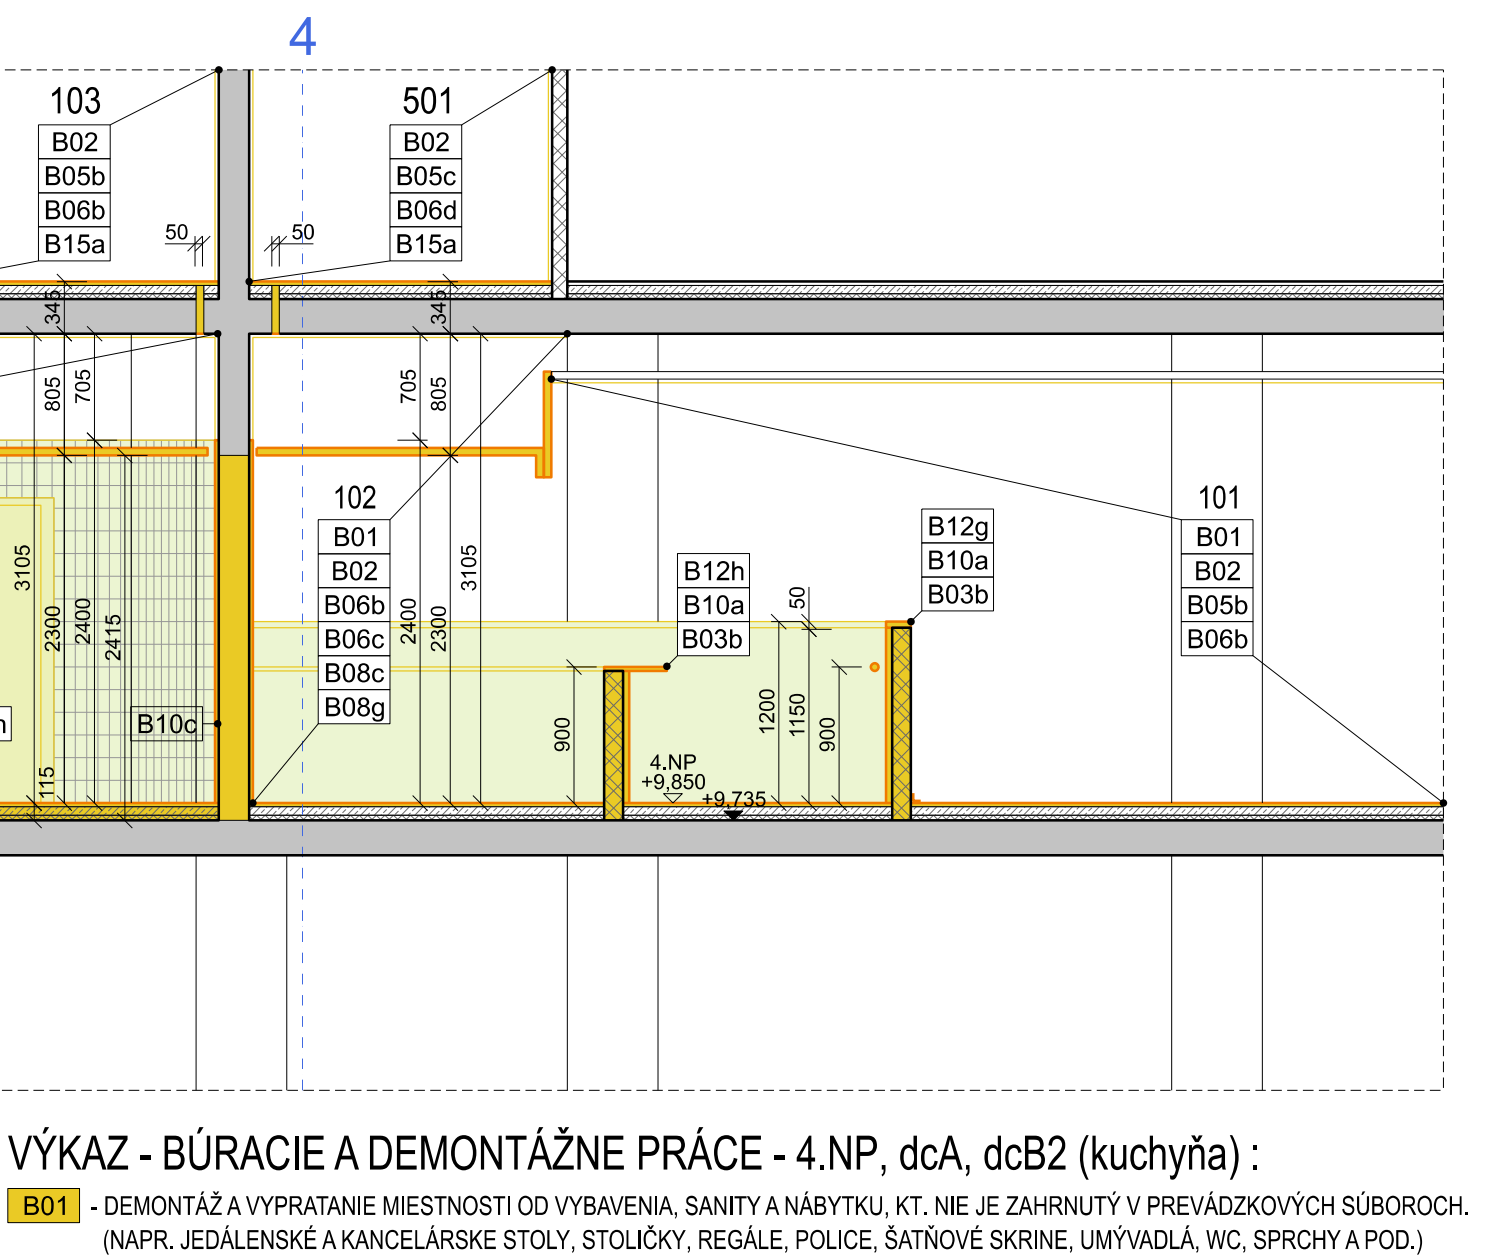 4
103
B02
B05b
B06b
B15a
501
B02
B05c
B06d
B15a
50
50
345
345
805
705
705
805
3105
2300
2400
2415
115
B10c
102
B01
B02
B06b
B06c
B08c
B08g
2400
2300
3105
900
B12h
B10a
B03b
4.NP
+9,850
+9,735
1200
1150
50
900
B12g
B10a
B03b
101
B01
B02
B05b
B06b
VÝKAZ - BÚRACIE A DEMONTÁŽNE PRÁCE - 4.NP, dcA, dcB2 (kuchyňa) :
B01 - DEMONTÁŽ A VYPRATANIE MIESTNOSTI OD VYBAVENIA, SANITY A NÁBYTKU, KT. NIE JE ZAHRNUTÝ V PREVÁDZKOVÝCH SÚBOROCH.
(NAPR. JEDÁLENSKÉ A KANCELÁRSKE STOLY, STOLIČKY, REGÁLE, POLICE, ŠATŇOVÉ SKRINE, UMÝVADLÁ, WC, SPRCHY A POD.)